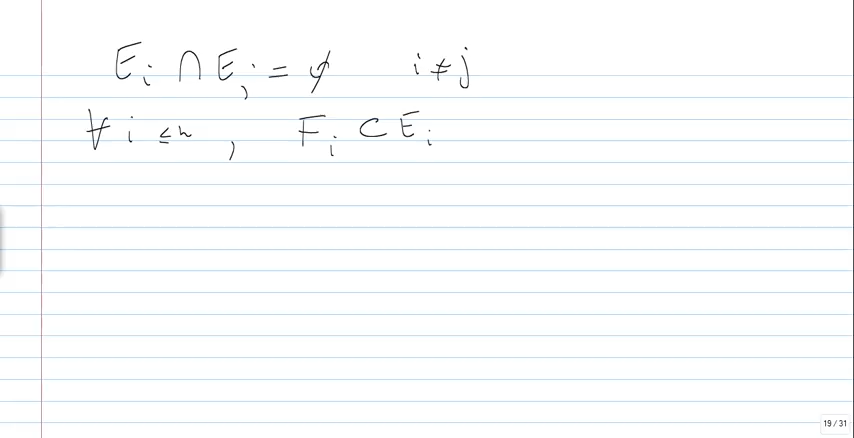 E_i ∩ E_j = ∅ i ≠ j
∀ i ≤ n , F_i ⊂ E_i
19 / 31